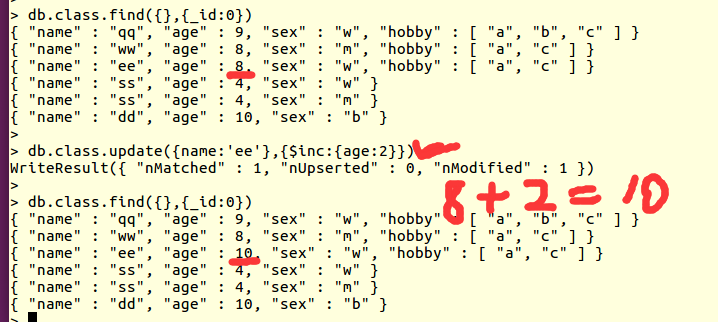 > db.class.find({},{_id:0})
{ "name" : "qq", "age" : 9, "sex" : "w", "hobby" : [ "a", "b", "c" ] }
{ "name" : "ww", "age" : 8, "sex" : "m", "hobby" : [ "a", "c" ] }
{ "name" : "ee", "age" : 8, "sex" : "w", "hobby" : [ "a", "c" ] }
{ "name" : "ss", "age" : 4, "sex" : "w" }
{ "name" : "ss", "age" : 4, "sex" : "m" }
{ "name" : "dd", "age" : 10, "sex" : "b" }
>
> db.class.update({name:'ee'},{$inc:{age:2}})
WriteResult({ "nMatched" : 1, "nUpserted" : 0, "nModified" : 1 })
>
8+2=10
> db.class.find({},{_id:0})
{ "name" : "qq", "age" : 9, "sex" : "w", "hobby" : [ "a", "b", "c" ] }
{ "name" : "ww", "age" : 8, "sex" : "m", "hobby" : [ "a", "c" ] }
{ "name" : "ee", "age" : 10, "sex" : "w", "hobby" : [ "a", "c" ] }
{ "name" : "ss", "age" : 4, "sex" : "w" }
{ "name" : "ss", "age" : 4, "sex" : "m" }
{ "name" : "dd", "age" : 10, "sex" : "b" }
>